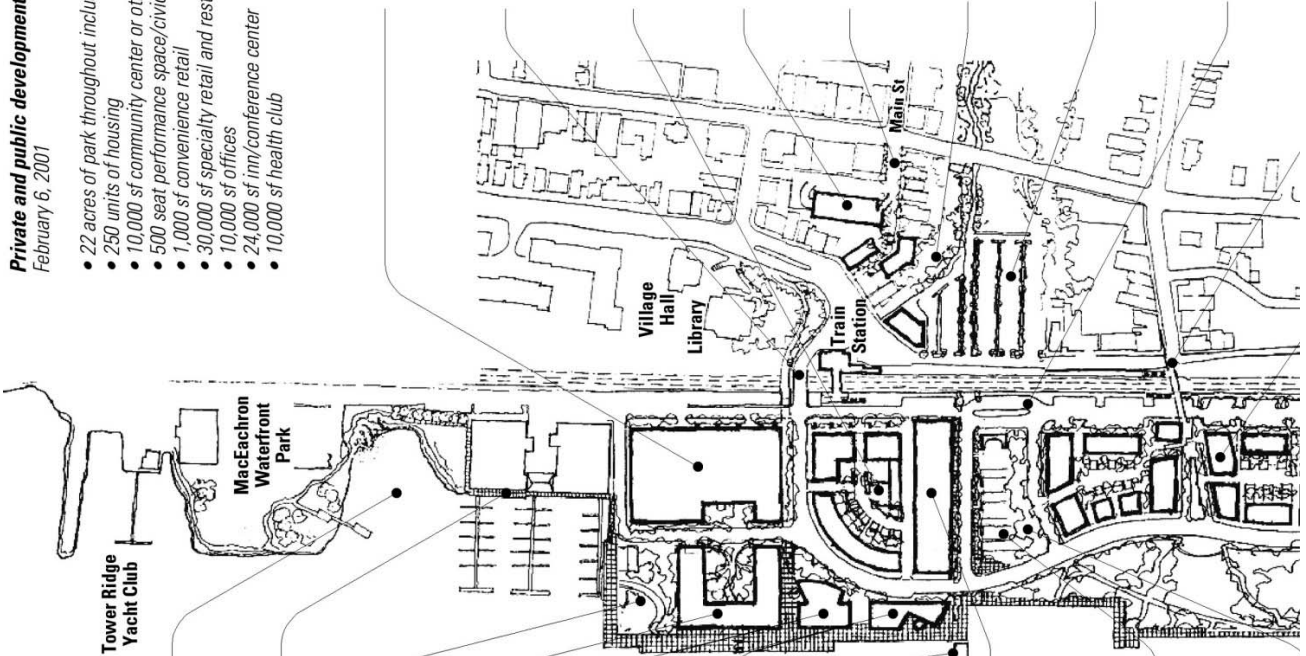 Private and public development
February 6, 2001
• 22 acres of park throughout inclu
• 250 units of housing
• 10,000 sf community center or ot
• 500 seat performance space/civic
• 1,000 sf convenience retail
• 30,000 sf specialty retail and rest
• 10,000 sf offices
• 24,000 sf inn/conference center
• 10,000 sf health club
Tower Ridge
Yacht Club
MacEachron
Waterfront
Park
Village
Hall
Library
Train
Station
Main St